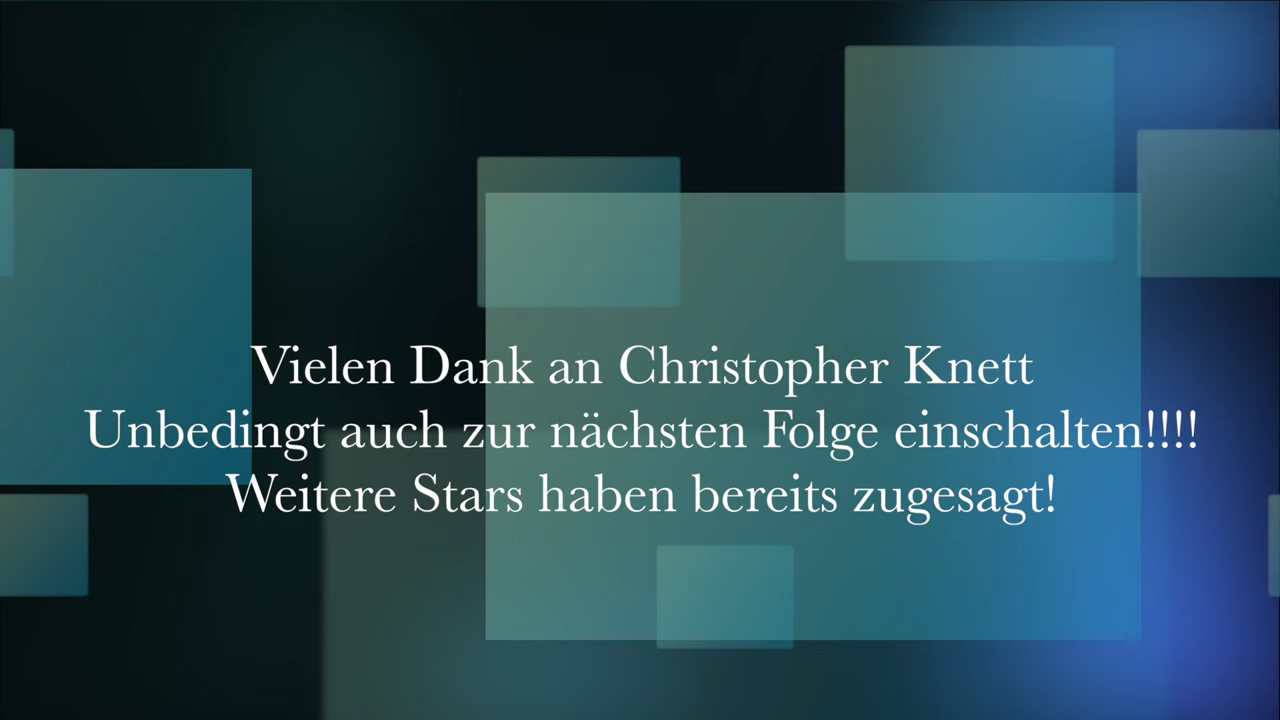 Vielen Dank an Christopher Knett
Unbedingt auch zur nächsten Folge einschalten!!!!
Weitere Stars haben bereits zugesagt!